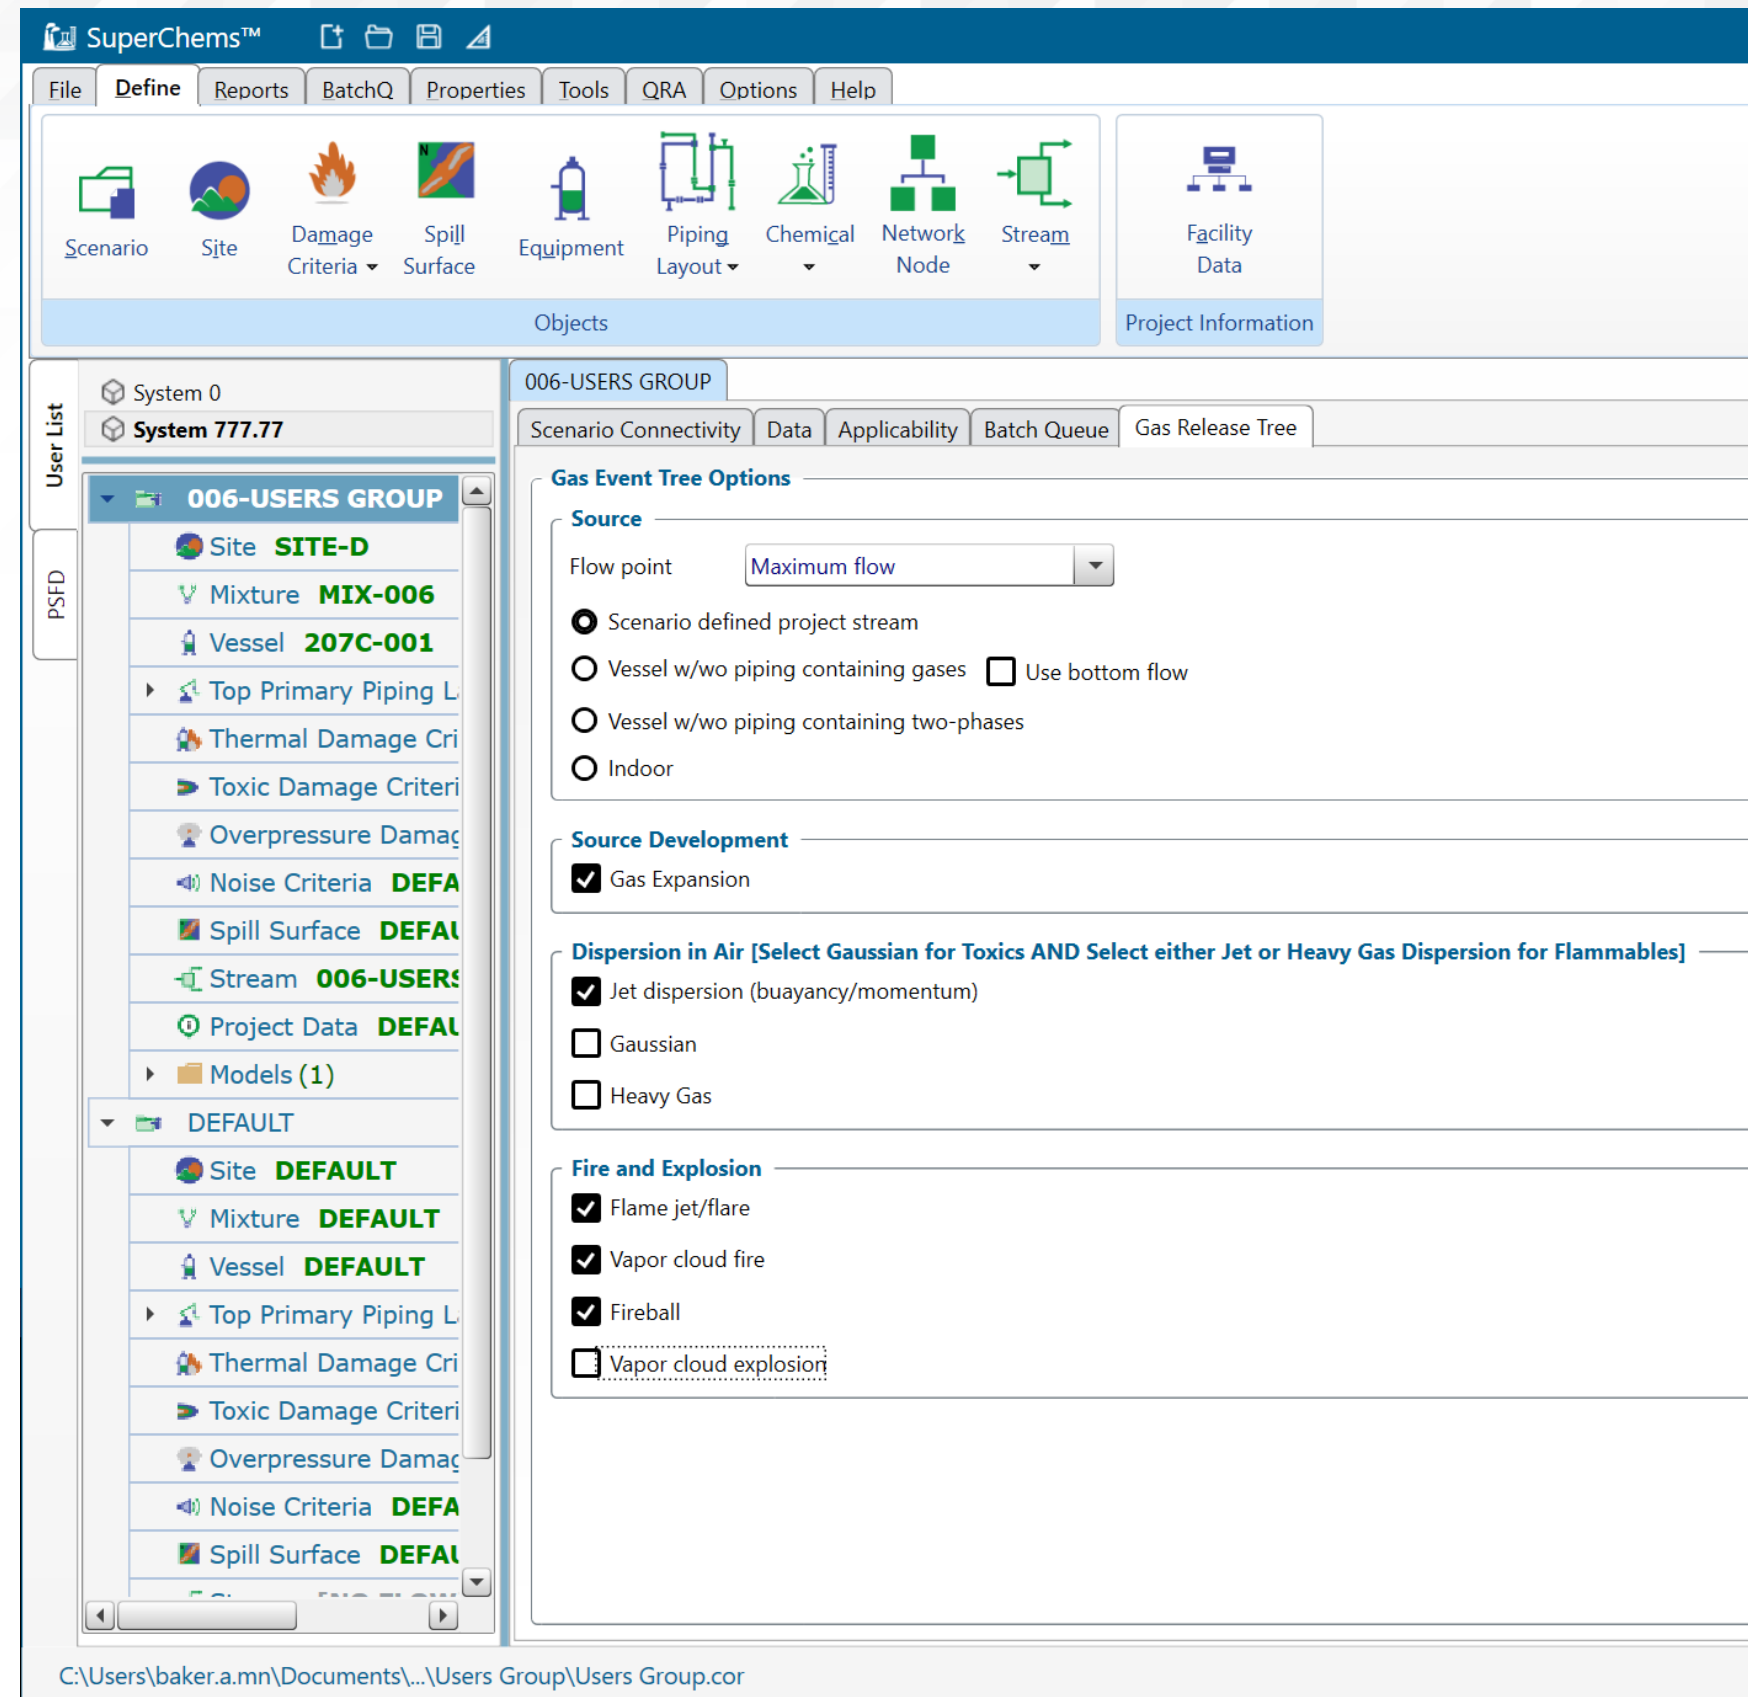 SuperChems™
File Define Reports BatchQ Properties Tools QRA Options Help
Scenario Site Damage Criteria Spill Surface Equipment Piping Layout Chemical Network Node Stream Facility Data
Objects Project Information
User List
PSFD
System 0
System 777.77
006-USERS GROUP
Site SITE-D
Mixture MIX-006
Vessel 207C-001
Top Primary Piping L
Thermal Damage Cri
Toxic Damage Criteri
Overpressure Damag
Noise Criteria DEFA
Spill Surface DEFAU
Stream 006-USERS
Project Data DEFAU
Models (1)
DEFAULT
Site DEFAULT
Mixture DEFAULT
Vessel DEFAULT
Top Primary Piping L
Thermal Damage Cri
Toxic Damage Criteri
Overpressure Damag
Noise Criteria DEFA
Spill Surface DEFAU
006-USERS GROUP
Scenario Connectivity Data Applicability Batch Queue Gas Release Tree
Gas Event Tree Options
Source
Flow point Maximum flow
Scenario defined project stream
Vessel w/wo piping containing gases Use bottom flow
Vessel w/wo piping containing two-phases
Indoor
Source Development
Gas Expansion
Dispersion in Air [Select Gaussian for Toxics AND Select either Jet or Heavy Gas Dispersion for Flammables]
Jet dispersion (buayancy/momentum)
Gaussian
Heavy Gas
Fire and Explosion
Flame jet/flare
Vapor cloud fire
Fireball
Vapor cloud explosion
C:\Users\baker.a.mn\Documents\...\Users Group\Users Group.cor